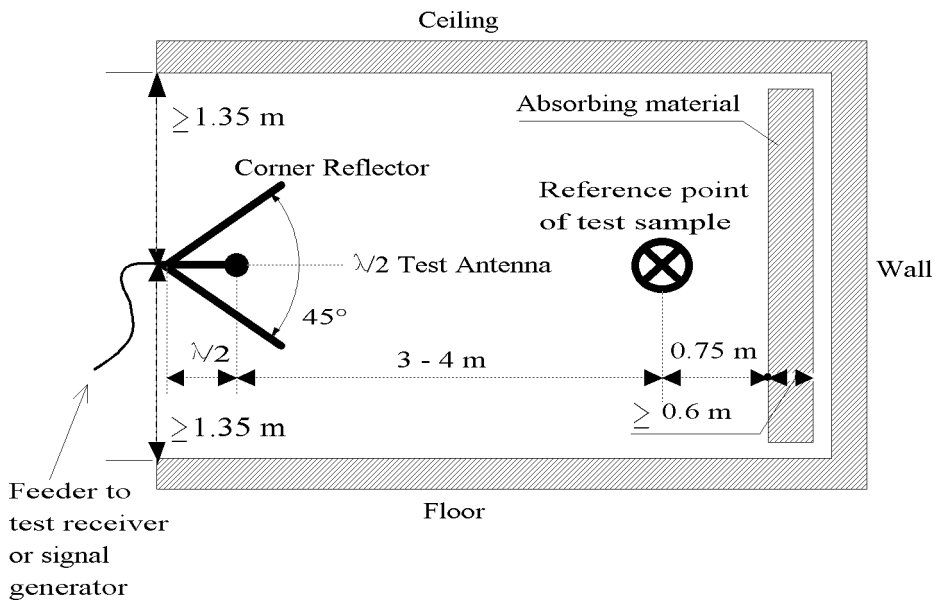 Ceiling
≥1.35 m
Absorbing material
Corner Reflector
Reference point
of test sample
λ/2 Test Antenna
Wall
45°
λ/2
3 - 4 m
0.75 m
≥ 0.6 m
≥1.35 m
Feeder to
test receiver
or signal
generator
Floor